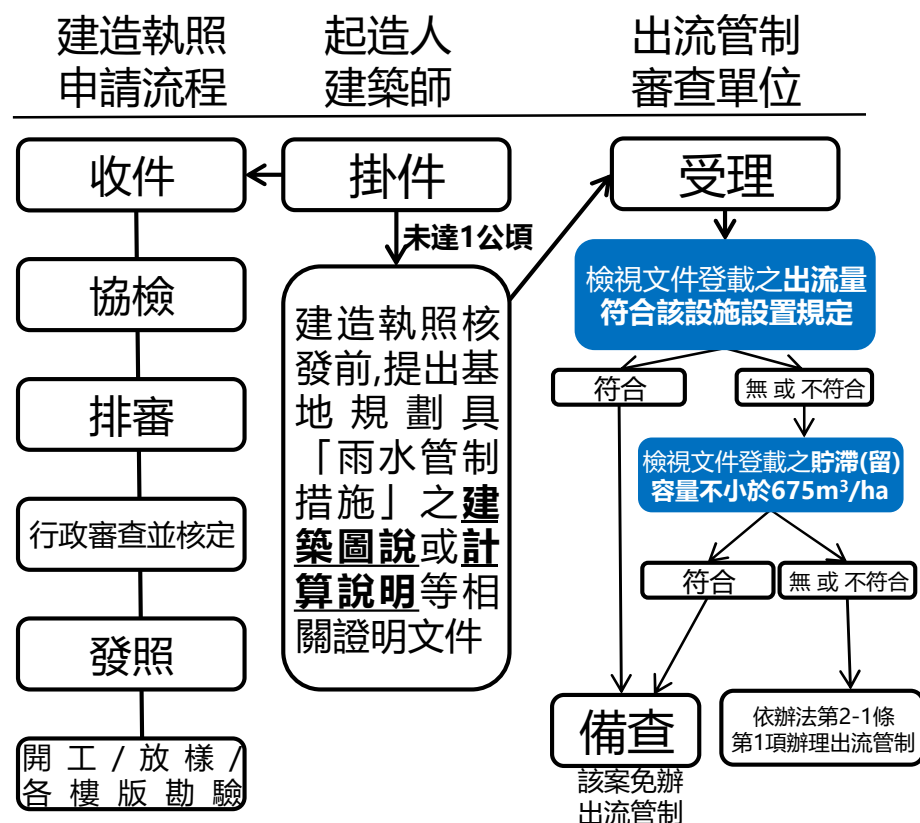 建造執照
申請流程
起造人
建築師
出流管制
審查單位
收件
掛件
受理
未達1公頃
協檢
排審
行政審查並核定
發照
開工/放樣/
各樓版勘驗
建造執照核
發前,提出基
地規劃具
「雨水管制
措施」之建
築圖說或計
算說明等相
關證明文件
檢視文件登載之出流量
符合該設施設置規定
符合
無 或 不符合
檢視文件登載之貯滯(留)
容量不小於675m³/ha
符合
無 或 不符合
備查
該案免辦
出流管制
依辦法第2-1條
第1項辦理出流管制